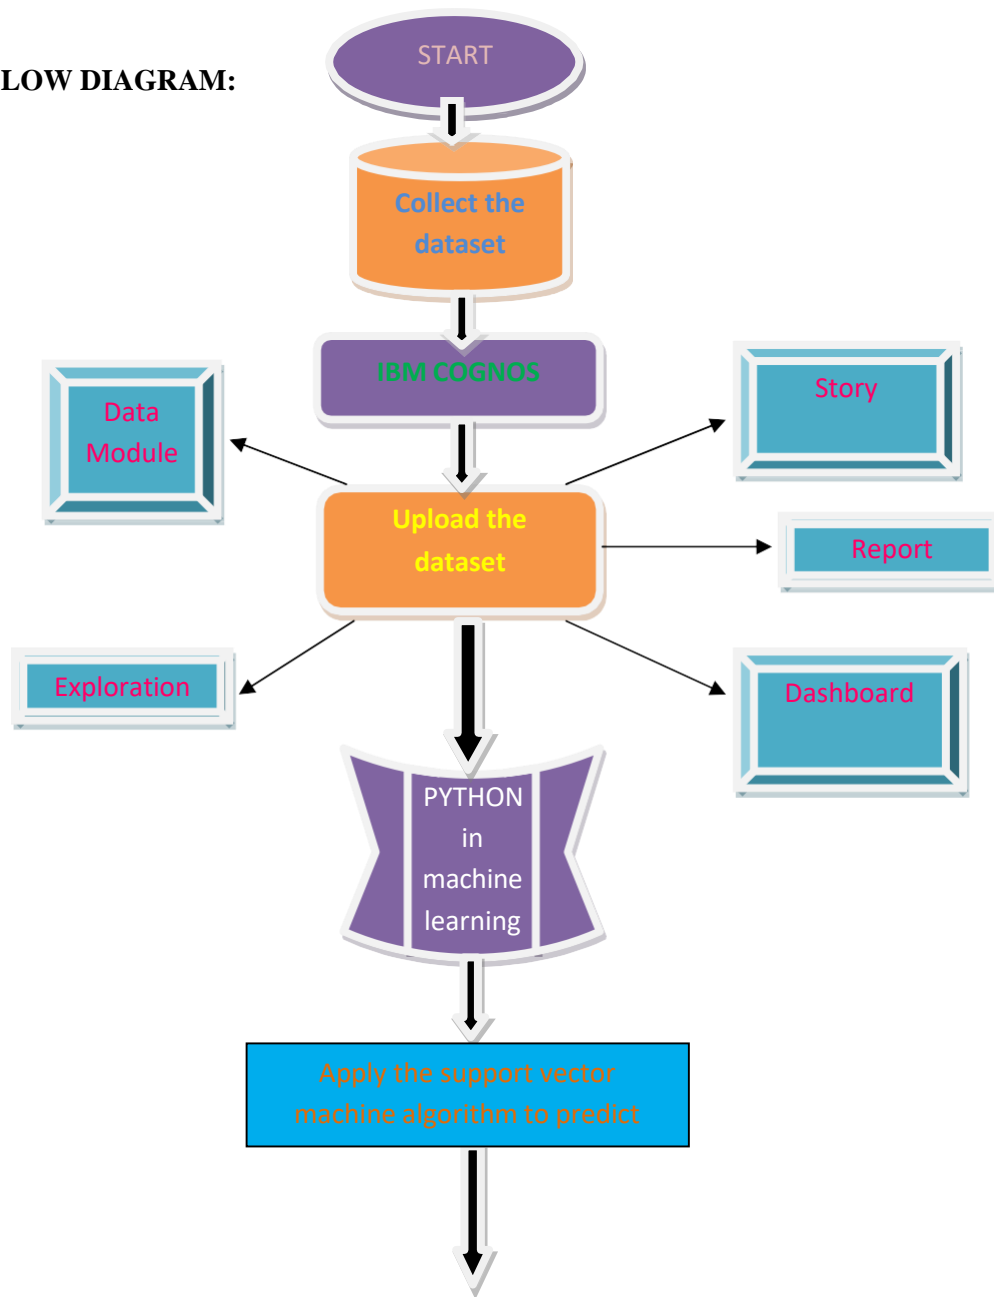 START
LOW DIAGRAM:
Collect the
dataset
IBM COGNOS
Data
Module
Story
Upload the
dataset
Report
Exploration
Dashboard
PYTHON
in
machine
learning
Apply the support vector
machine algorithm to predict